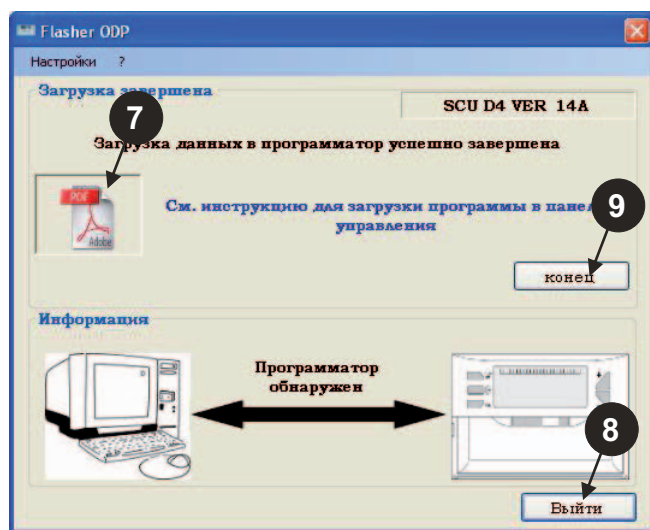 Flasher ODP
Настройки ?
Загрузка завершена
7
SCU D4 VER 14A
Загрузка данных в программатор успешно завершена
PDF
Adobe
См. инструкцию для загрузки программы в
управления
9
конец
Информация
Программатор
обнаружен
8
Выйти